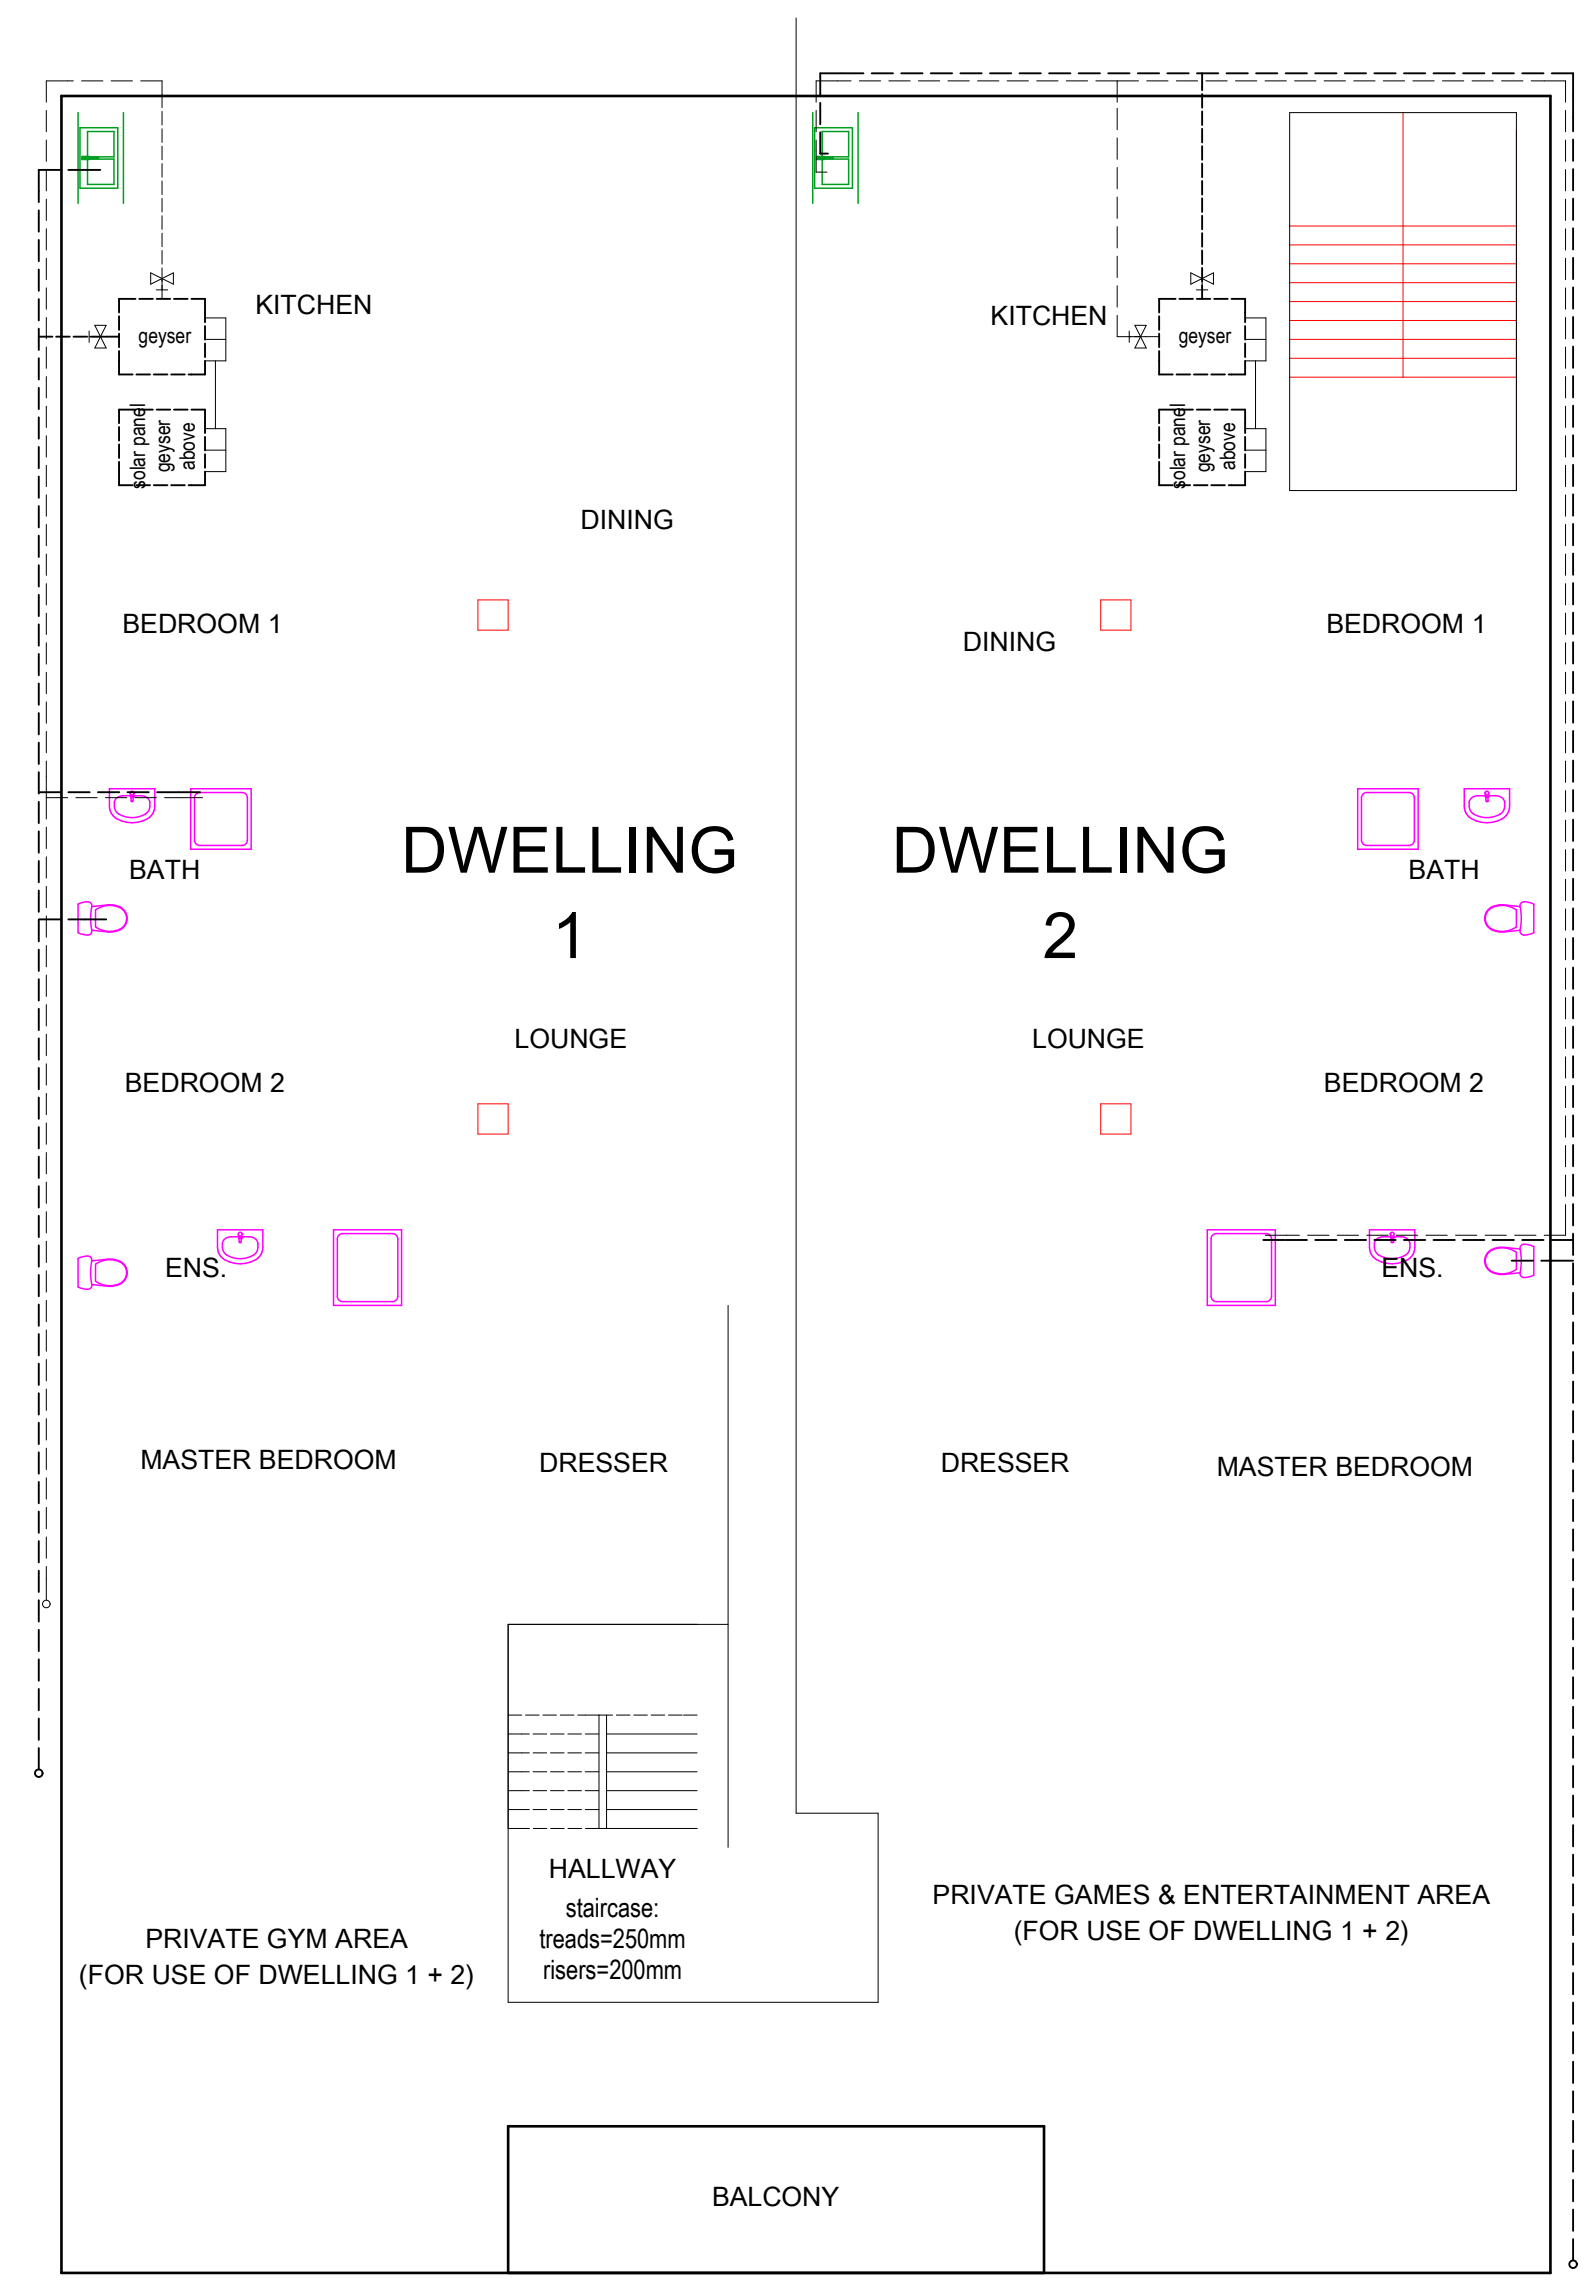 KITCHEN
geyser
solar panel
geyser
above
KITCHEN
geyser
solar panel
geyser
above
DINING
BEDROOM 1
DINING
BEDROOM 1
BATH
DWELLING
1
DWELLING
2
BATH
LOUNGE
LOUNGE
BEDROOM 2
BEDROOM 2
ENS.
ENS.
MASTER BEDROOM
DRESSER
DRESSER
MASTER BEDROOM
HALLWAY
staircase:
treads=250mm
risers=200mm
PRIVATE GAMES & ENTERTAINMENT AREA
(FOR USE OF DWELLING 1 + 2)
PRIVATE GYM AREA
(FOR USE OF DWELLING 1 + 2)
BALCONY